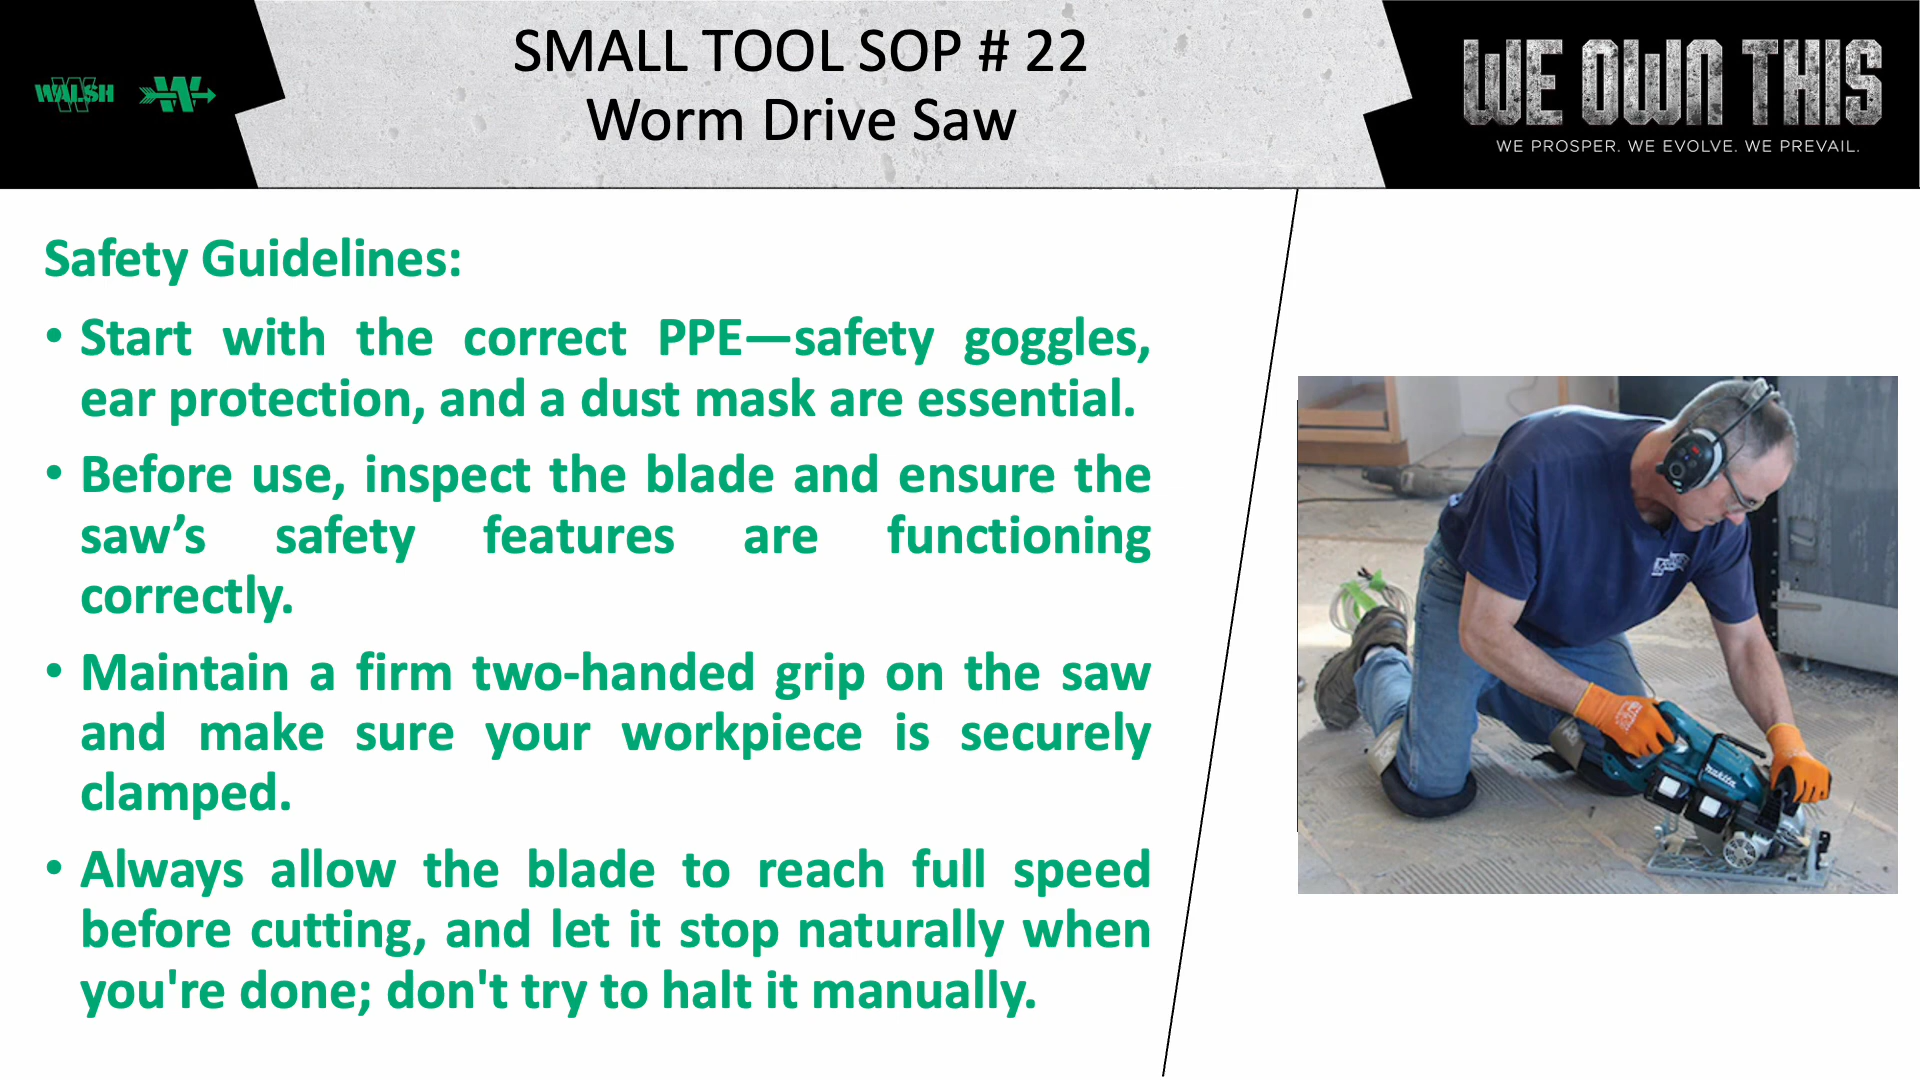 WALSH
SMALL TOOL SOP # 22
Worm Drive Saw
WE OWN THIS
WE PROSPER. WE EVOLVE. WE PREVAIL.
Safety Guidelines:
• Start with the correct PPE—safety goggles,
ear protection, and a dust mask are essential.
• Before use, inspect the blade and ensure the
saw’s safety features are functioning
correctly.
• Maintain a firm two-handed grip on the saw
and make sure your workpiece is securely
clamped.
• Always allow the blade to reach full speed
before cutting, and let it stop naturally when
you're done; don't try to halt it manually.
makita